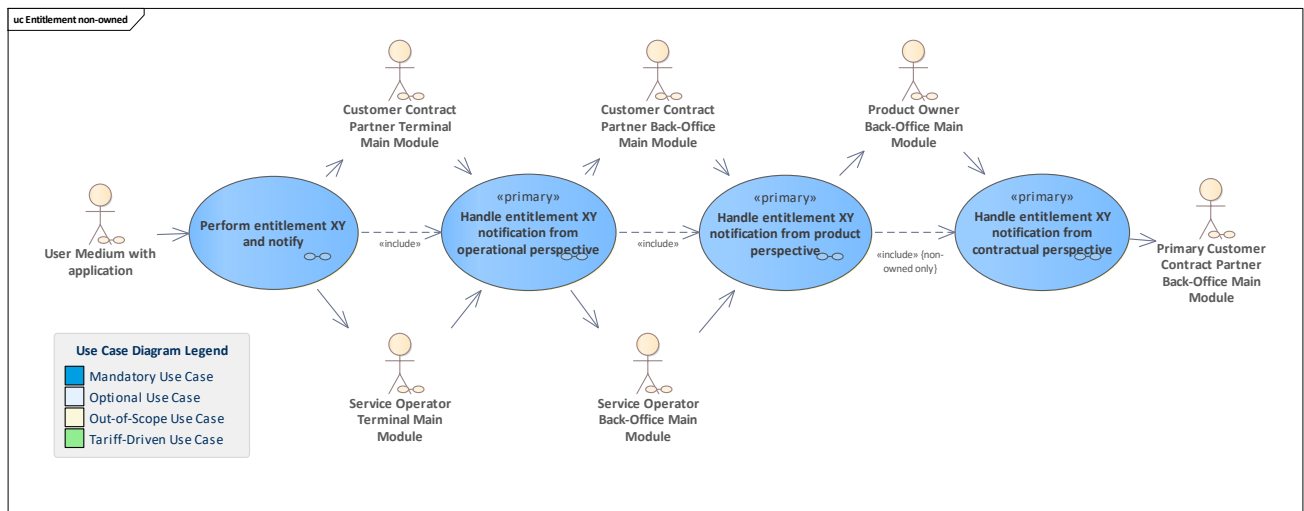 uc Entitlement non-owned
Customer Contract
Partner Terminal
Main Module
Customer Contract
Partner Back-Office
Main Module
Product Owner
Back-Office Main
Module
User Medium with
application
Perform entitlement XY
and notify
«include»
«primary»
Handle entitlement XY
notification from
operational perspective
«include»
«primary»
Handle entitlement XY
notification from product
perspective
«include» {non-
owned only}
«primary»
Handle entitlement XY
notification from
contractual perspective
Primary Customer
Contract Partner
Back-Office Main
Module
Service Operator
Terminal Main
Module
Service Operator
Back-Office Main
Module
Use Case Diagram Legend
Mandatory Use Case
Optional Use Case
Out-of-Scope Use Case
Tariff-Driven Use Case